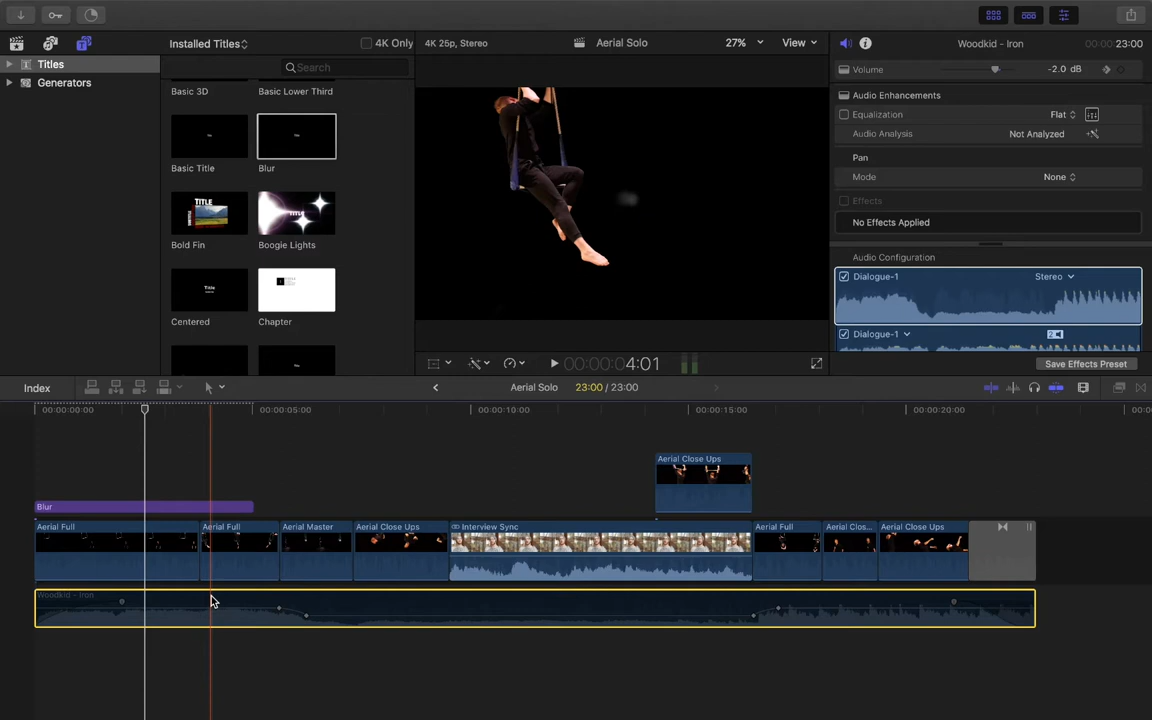 Installed Titles
4K Only
4K 25p, Stereo
Aerial Solo
27%
View
Woodkid - Iron
00:00:23:00
Titles
Generators
Search
Volume
-2.0 dB
Basic 3D
Basic Lower Third
Audio Enhancements
Equalization
Flat
Audio Analysis
Not Analyzed
Pan
Mode
None
Basic Title
Blur
Effects
No Effects Applied
Bold Fin
Boogie Lights
Audio Configuration
Dialogue-1
Stereo
Centered
Chapter
Dialogue-1
2
00:00:00:4:01
Save Effects Preset
Index
Aerial Solo
23:00 / 23:00
00:00:00:00
00:00:05:00
00:00:10:00
00:00:15:00
00:00:20:00
Aerial Close Ups
Blur
Aerial Full
Aerial Full
Aerial Master
Aerial Close Ups
Interview Sync
Aerial Full
Aerial Clos...
Aerial Close Ups
Woodkid - Iron